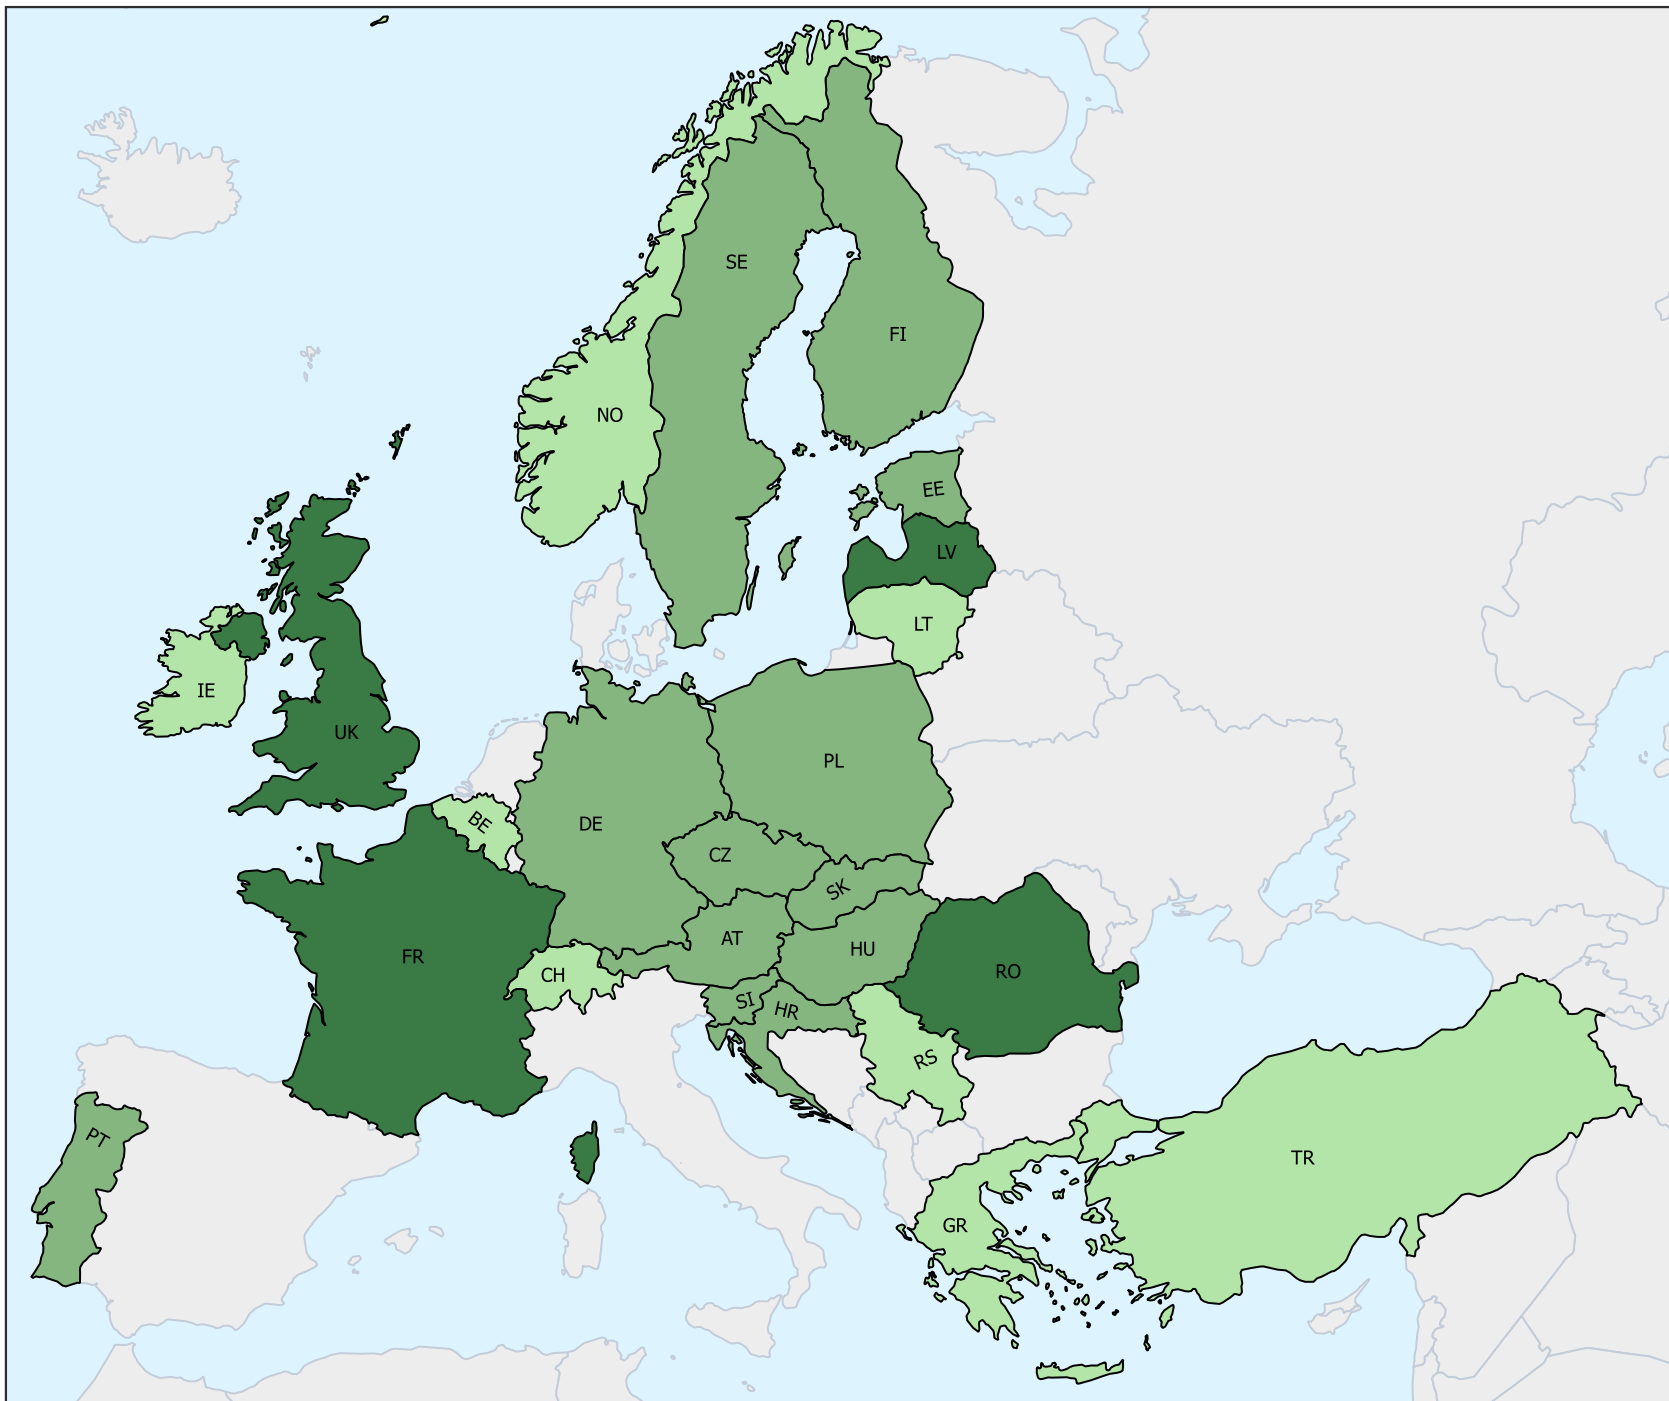 SE
FI
NO
EE
LV
LT
IE
UK
PL
BE
DE
CZ
SK
AT
HU
FR
CH
RO
SI
HR
RS
PT
TR
GR